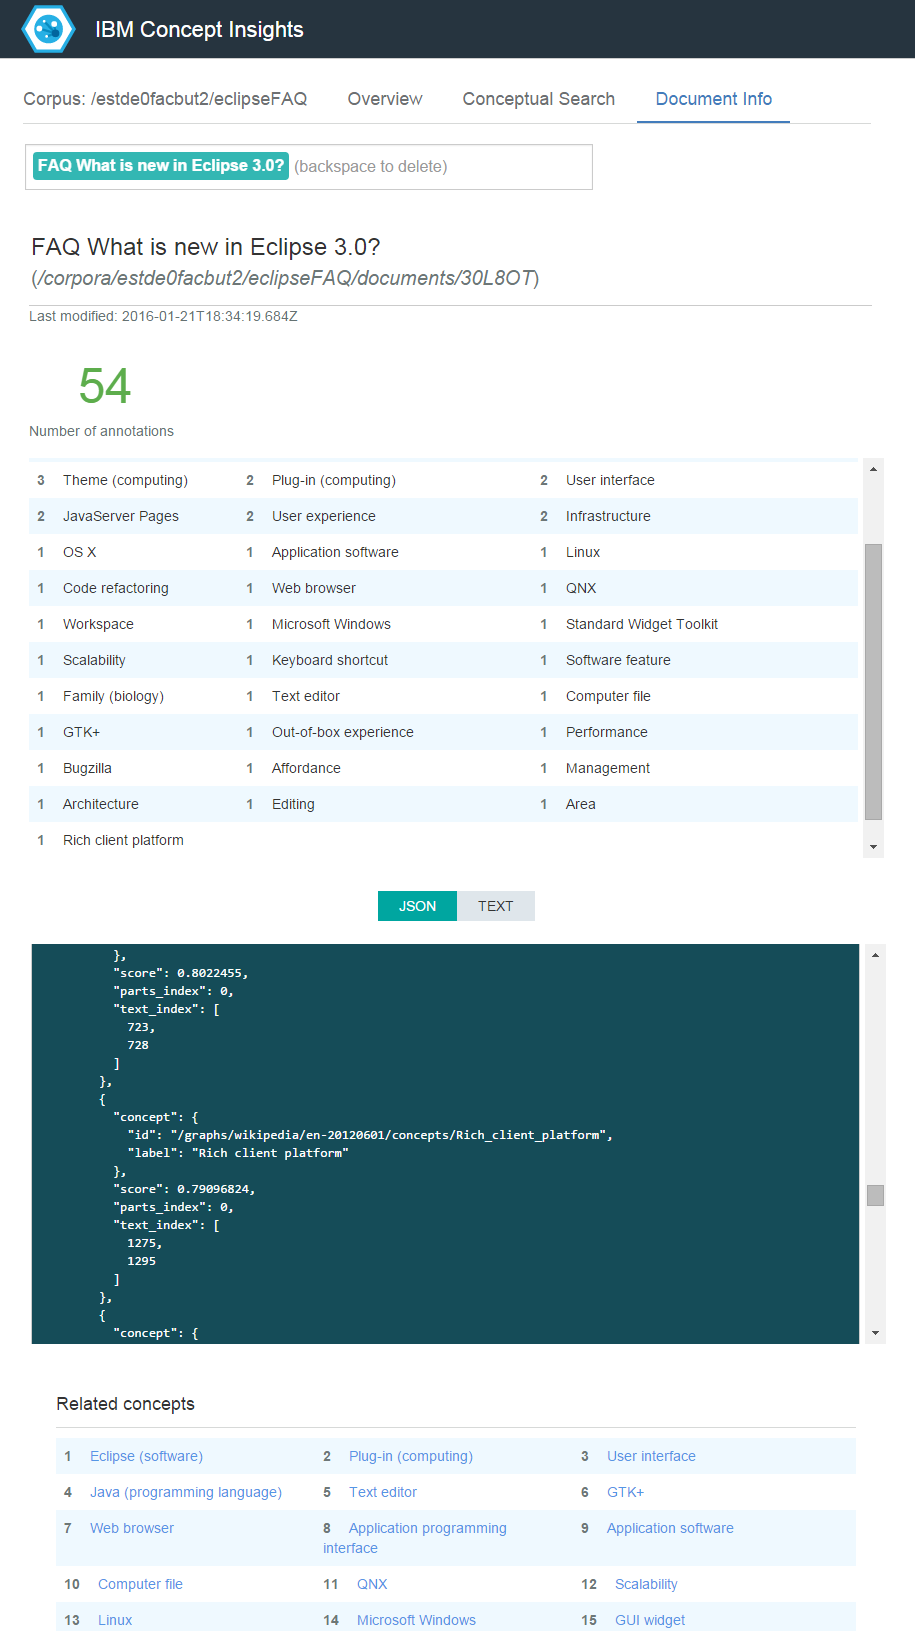 IBM Concept Insights
Corpus: /estde0facbut2/eclipseFAQ Overview Conceptual Search Document Info
FAQ What is new in Eclipse 3.0? (backspace to delete)
FAQ What is new in Eclipse 3.0?
(/corpora/estde0facbut2/eclipseFAQ/documents/30L8OT)
Last modified: 2016-01-21T18:34:19.684Z
54
Number of annotations
3 Theme (computing) 2 Plug-in (computing) 2 User interface
2 JavaServer Pages 2 User experience 2 Infrastructure
1 OS X 1 Application software 1 Linux
1 Code refactoring 1 Web browser 1 QNX
1 Workspace 1 Microsoft Windows 1 Standard Widget Toolkit
1 Scalability 1 Keyboard shortcut 1 Software feature
1 Family (biology) 1 Text editor 1 Computer file
1 GTK+ 1 Out-of-box experience 1 Performance
1 Bugzilla 1 Affordance 1 Management
1 Architecture 1 Editing 1 Area
1 Rich client platform
JSON TEXT
},
"score": 0.8022455,
"parts_index": 0,
"text_index": [
723,
728
]
},
{
"concept": {
"id": "/graphs/wikipedia/en-20120601/concepts/Rich_client_platform",
"label": "Rich client platform"
},
"score": 0.79096824,
"parts_index": 0,
"text_index": [
1275,
1295
]
},
{
"concept": {
Related concepts
1 Eclipse (software) 2 Plug-in (computing) 3 User interface
4 Java (programming language) 5 Text editor 6 GTK+
7 Web browser 8 Application programming 9 Application software
interface
10 Computer file 11 QNX 12 Scalability
13 Linux 14 Microsoft Windows 15 GUI widget